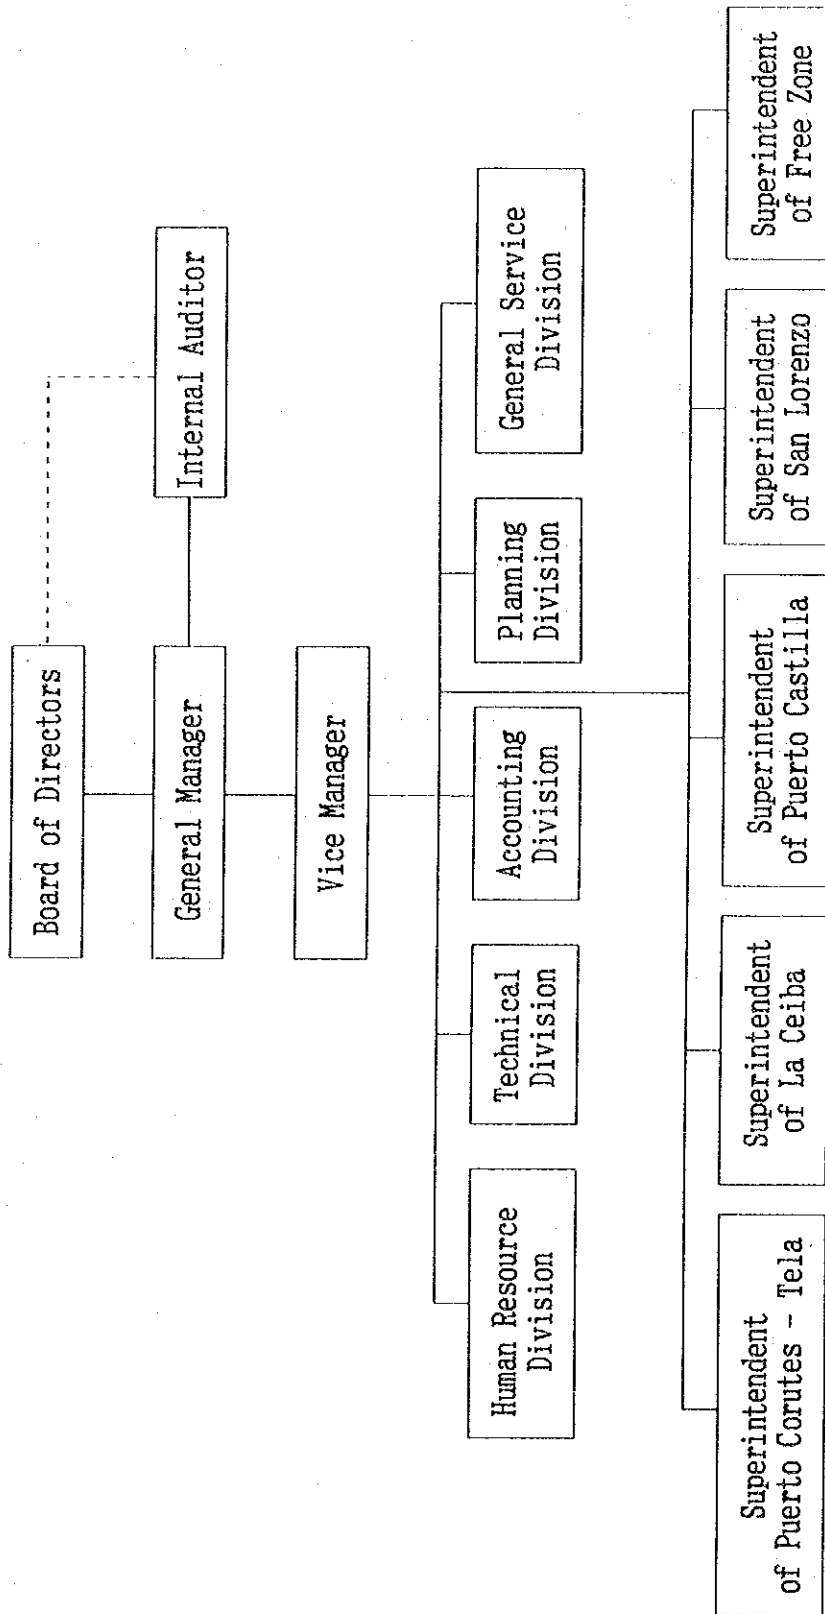 Board of Directors
General Manager
Internal Auditor
Vice Manager
Human Resource
Division
Technical
Division
Accounting
Division
Planning
Division
General Service
Division
Superintendent
of Puerto Corutes - Tela
Superintendent
of La Ceiba
Superintendent
of Puerto Castilla
Superintendent
of San Lorenzo
Superintendent
of Free Zone